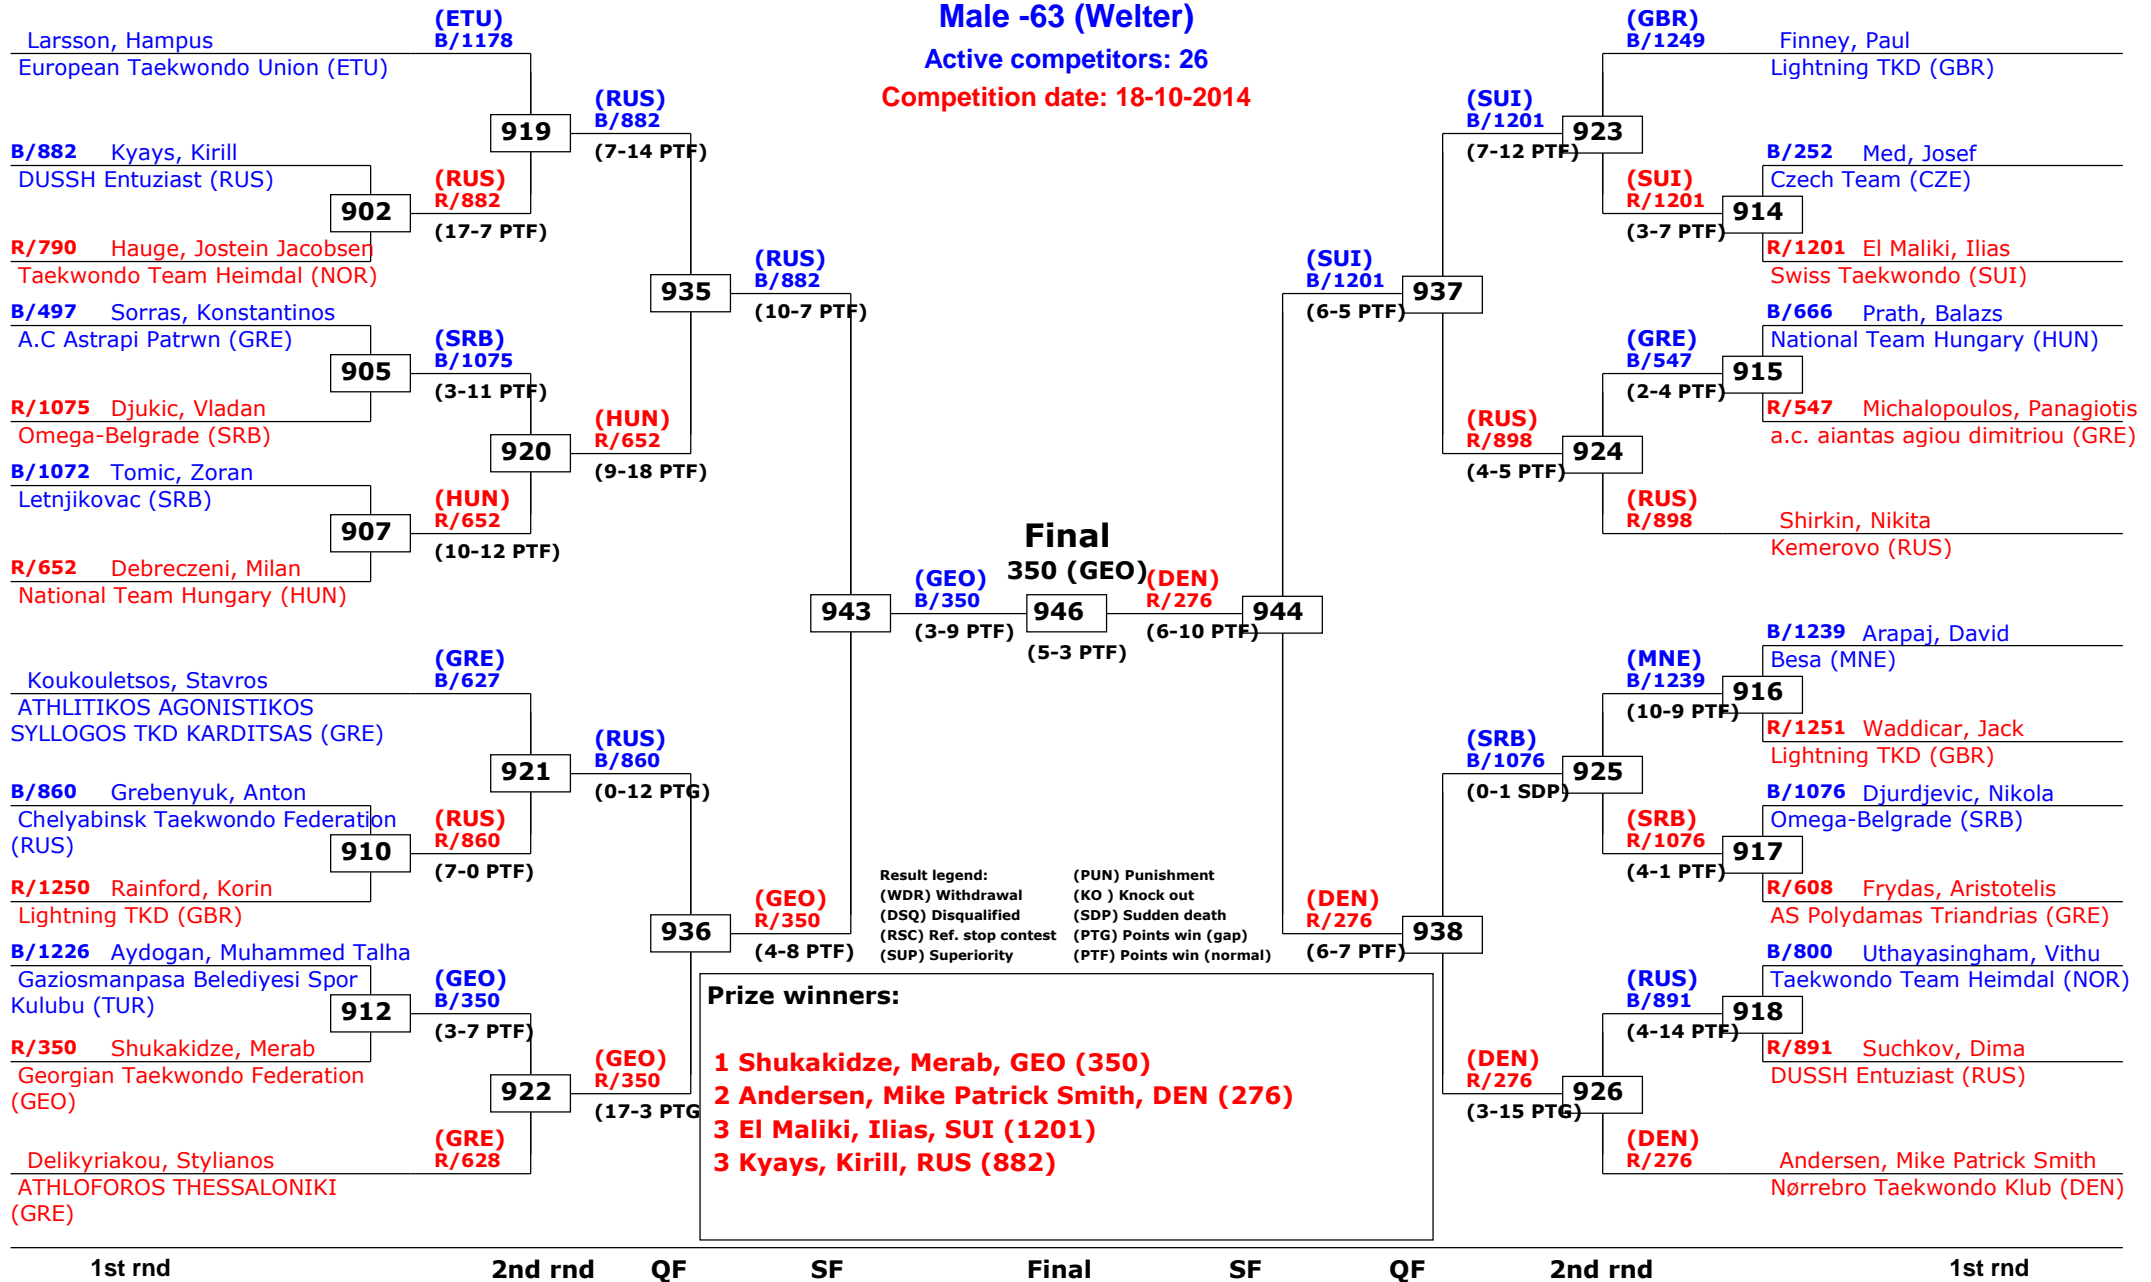 Male -63 (Welter)
Active competitors: 26
Competition date: 18-10-2014
Larsson, Hampus
European Taekwondo Union (ETU)
(ETU)
B/1178
B/882 Kyays, Kirill
DUSSH Entuziast (RUS)
902
R/790 Hauge, Jostein Jacobsen
Taekwondo Team Heimdal (NOR)
(RUS)
R/882
(17-7 PTF)
919
(RUS)
B/882
(7-14 PTF)
B/497 Sorras, Konstantinos
A.C Astrapi Patrwn (GRE)
905
R/1075 Djukic, Vladan
Omega-Belgrade (SRB)
(SRB)
B/1075
(3-11 PTF)
B/1072 Tomic, Zoran
Letnjikovac (SRB)
907
R/652 Debreczeni, Milan
National Team Hungary (HUN)
(HUN)
R/652
(10-12 PTF)
920
(HUN)
R/652
(9-18 PTF)
935
(RUS)
B/882
(10-7 PTF)
Koukouletsos, Stavros
ATHLITIKOS AGONISTIKOS
SYLLOGOS TKD KARDITSAS (GRE)
(GRE)
B/627
B/860 Grebenyuk, Anton
Chelyabinsk Taekwondo Federation
(RUS)
910
R/1250 Rainford, Korin
Lightning TKD (GBR)
(RUS)
R/860
(7-0 PTF)
921
(RUS)
B/860
(0-12 PTG)
B/1226 Aydogan, Muhammed Talha
Gaziosmanpasa Belediyesi Spor
Kulubu (TUR)
912
R/350 Shukakidze, Merab
Georgian Taekwondo Federation
(GEO)
(GEO)
B/350
(3-7 PTF)
Delikyriakou, Stylianos
ATHLOFOROS THESSALONIKI
(GRE)
(GRE)
R/628
922
(GEO)
R/350
(17-3 PTG
936
(GEO)
R/350
(4-8 PTF)
943
(GEO)
B/350
(3-9 PTF)
Final
350 (GEO)
946
(5-3 PTF)
(DEN)
R/276
(6-10 PTF)
944
(SUI)
B/1201
(6-5 PTF)
937
(SUI)
B/1201
(7-12 PTF)
923
(GBR)
B/1249
Finney, Paul
Lightning TKD (GBR)
(SUI)
R/1201
(3-7 PTF)
914
B/252 Med, Josef
Czech Team (CZE)
R/1201 El Maliki, Ilias
Swiss Taekwondo (SUI)
(RUS)
R/898
(4-5 PTF)
924
(GRE)
B/547
(2-4 PTF)
915
B/666 Prath, Balazs
National Team Hungary (HUN)
R/547 Michalopoulos, Panagiotis
a.c. aiantas agiou dimitriou (GRE)
(RUS)
R/898
Shirkin, Nikita
Kemerovo (RUS)
(DEN)
R/276
(6-7 PTF)
938
(SRB)
B/1076
(0-1 SDP)
925
(MNE)
B/1239
(10-9 PTF)
916
B/1239 Arapaj, David
Besa (MNE)
R/1251 Waddicar, Jack
Lightning TKD (GBR)
(SRB)
R/1076
(4-1 PTF)
917
B/1076 Djurdjevic, Nikola
Omega-Belgrade (SRB)
R/608 Frydas, Aristotelis
AS Polydamas Triandrias (GRE)
(DEN)
R/276
(3-15 PTG)
926
(RUS)
B/891
(4-14 PTF)
918
B/800 Uthayasingham, Vithu
Taekwondo Team Heimdal (NOR)
R/891 Suchkov, Dima
DUSSH Entuziast (RUS)
(DEN)
R/276
Andersen, Mike Patrick Smith
Nørrebro Taekwondo Klub (DEN)
Result legend: (PUN) Punishment
(WDR) Withdrawal (KO ) Knock out
(DSQ) Disqualified (SDP) Sudden death
(RSC) Ref. stop contest (PTG) Points win (gap)
(SUP) Superiority (PTF) Points win (normal)
Prize winners:
1 Shukakidze, Merab, GEO (350)
2 Andersen, Mike Patrick Smith, DEN (276)
3 El Maliki, Ilias, SUI (1201)
3 Kyays, Kirill, RUS (882)
1st rnd 2nd rnd QF SF Final SF QF 2nd rnd 1st rnd